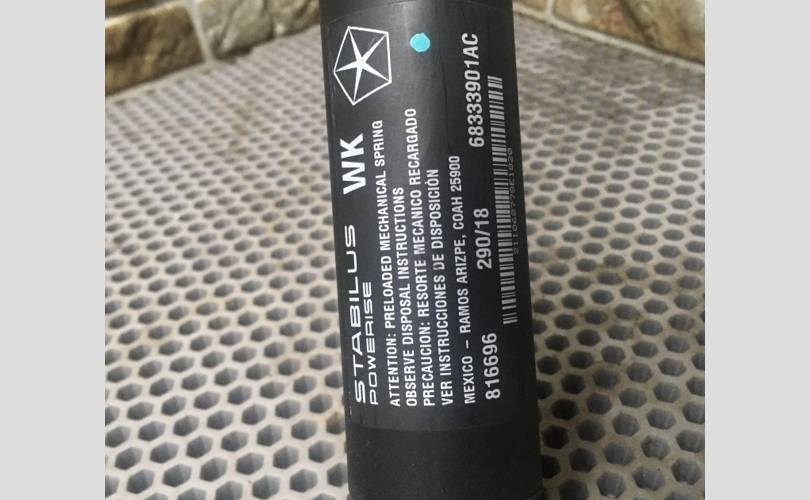 STABILUS WK
POWERISE
ATTENTION: PRELOADED MECHANICAL SPRING
OBSERVE DISPOSAL INSTRUCTIONS
PRECAUCION: RESORTE MECANICO RECARGADO
VER INSTRUCCIONES DE DISPOSICIÓN
MEXICO - RAMOS ARIZPE, COAH 25900
816696 290/18 68333901AC